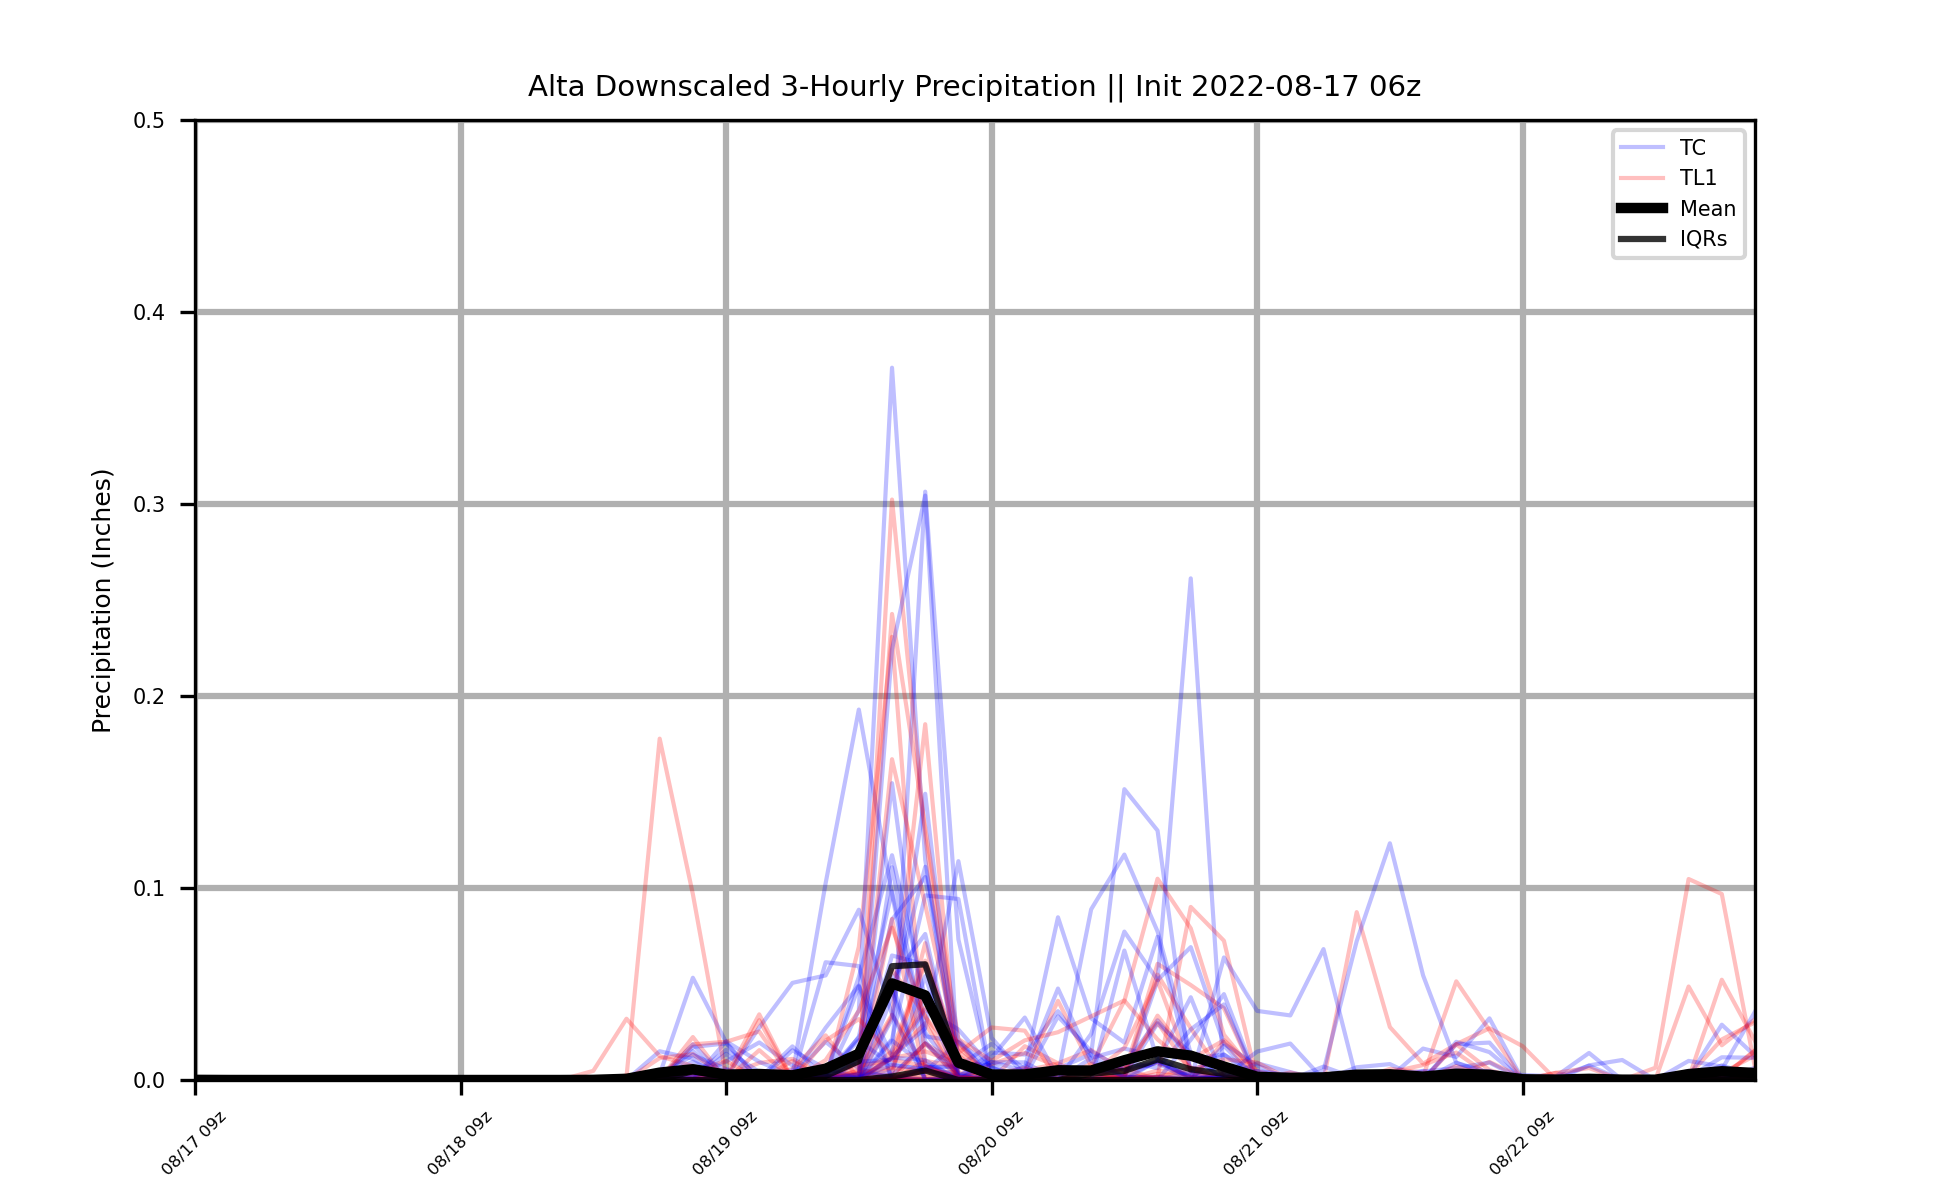 Alta Downscaled 3-Hourly Precipitation || Init 2022-08-17 06z
0.5
0.4
0.3
0.2
0.1
0.0
Precipitation (Inches)
TC
TL1
Mean
IQRs
08/17 09z
08/18 09z
08/19 09z
08/20 09z
08/21 09z
08/22 09z